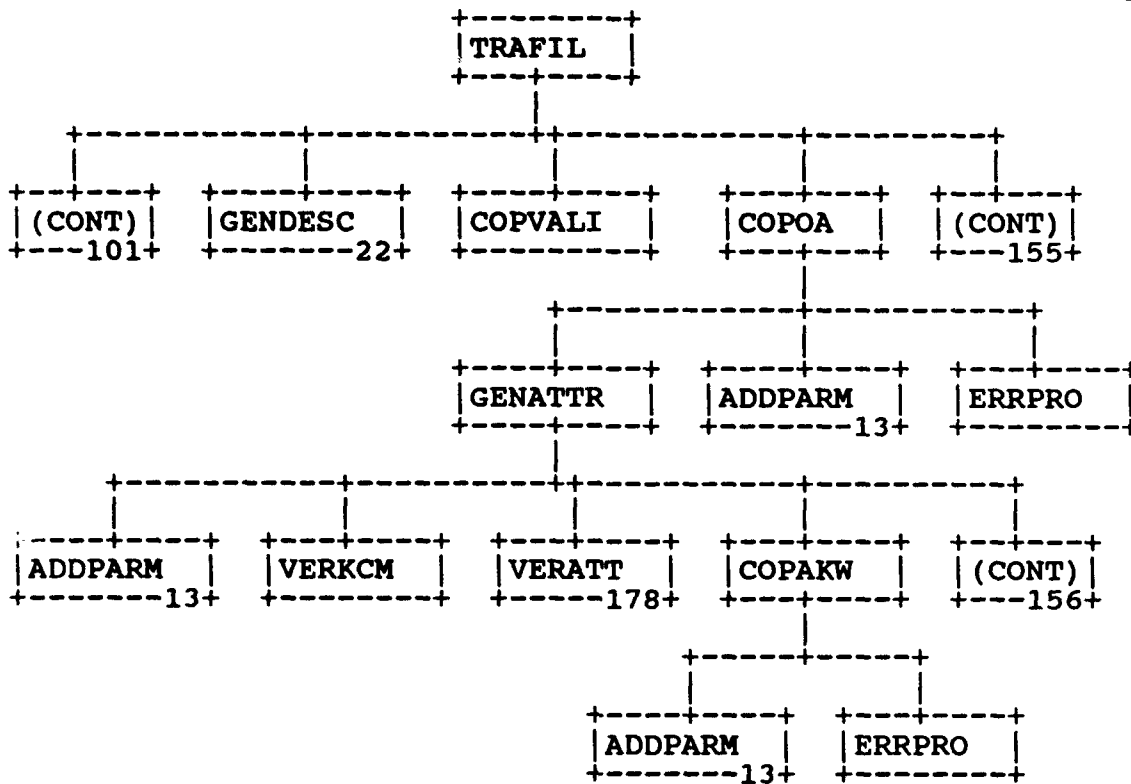 TRAFIL
(CONT) GENDESC COPVALI COPOA (CONT)
101 22 155
GENATTR ADDPARM ERRPRO
13
ADDPARM VERKCM VERATT COPAKW (CONT)
13 178 156
ADDPARM ERRPRO
13